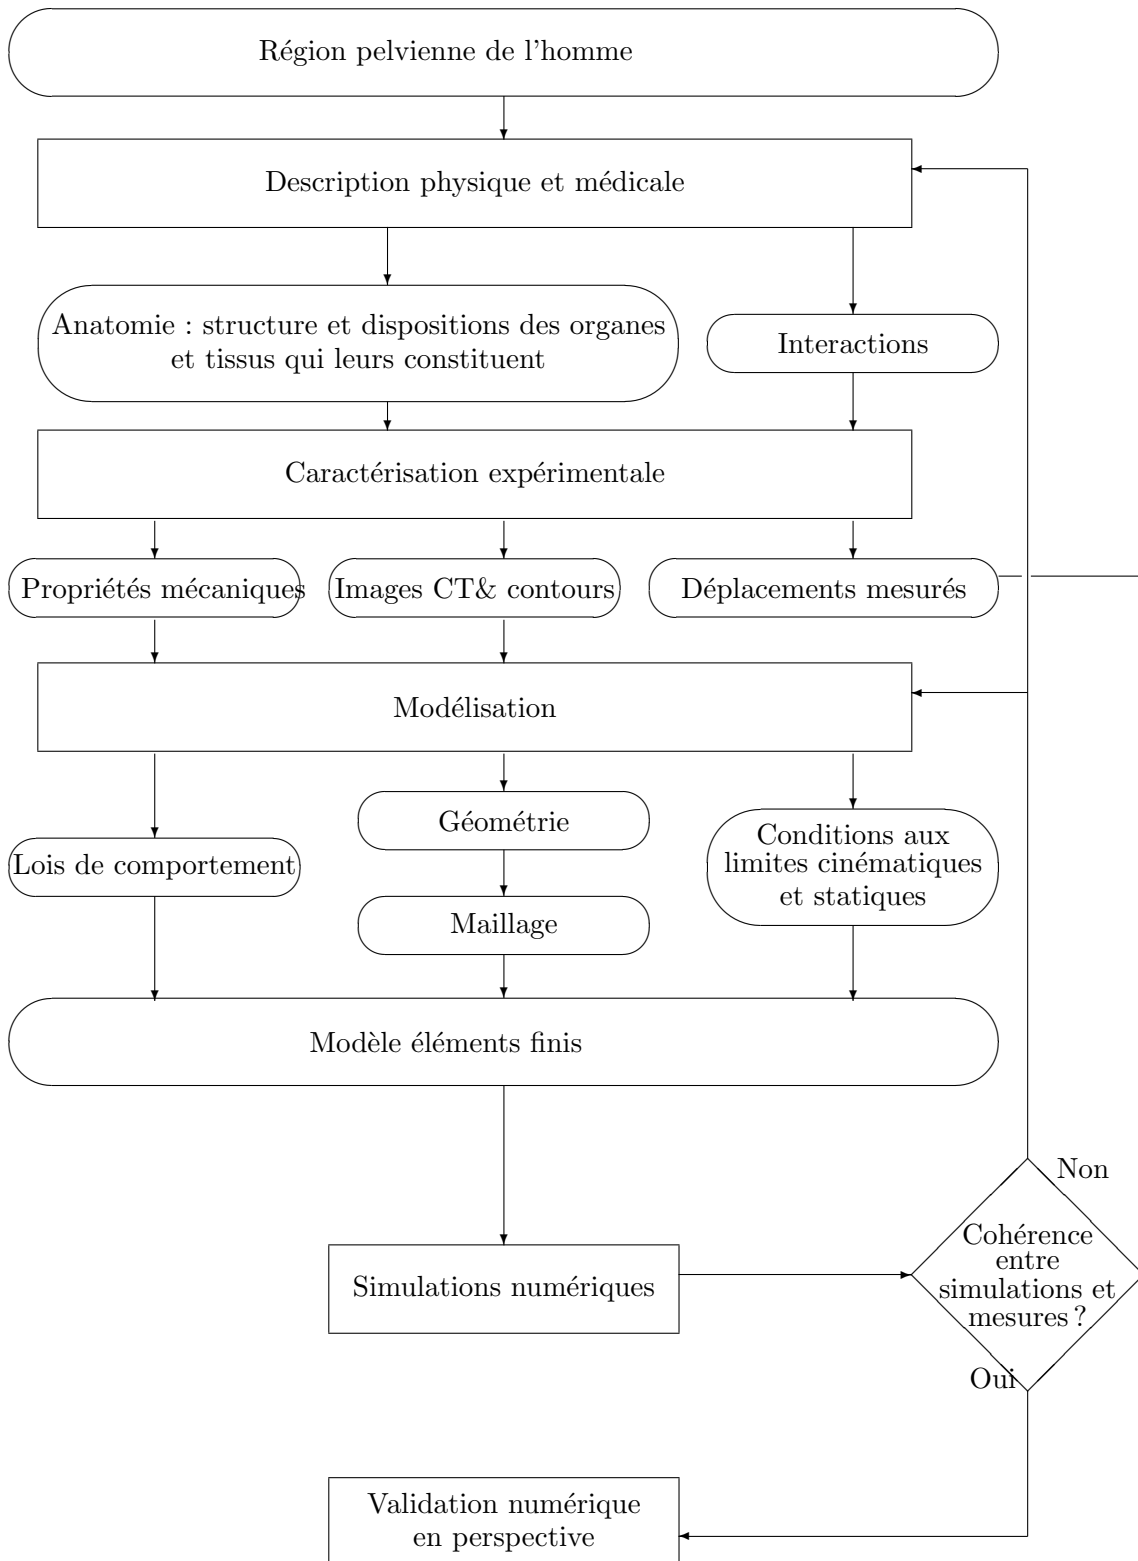 Région pelvienne de l'homme
Description physique et médicale
Anatomie : structure et dispositions des organes
et tissus qui leurs constituent
Interactions
Caractérisation expérimentale
Propriétés mécaniques
Images CT& contours
Déplacements mesurés
Modélisation
Géométrie
Conditions aux
limites cinématiques
et statiques
Lois de comportement
Maillage
Modèle éléments finis
Non
Cohérence
entre
simulations et
mesures ?
Simulations numériques
Oui
Validation numérique
en perspective